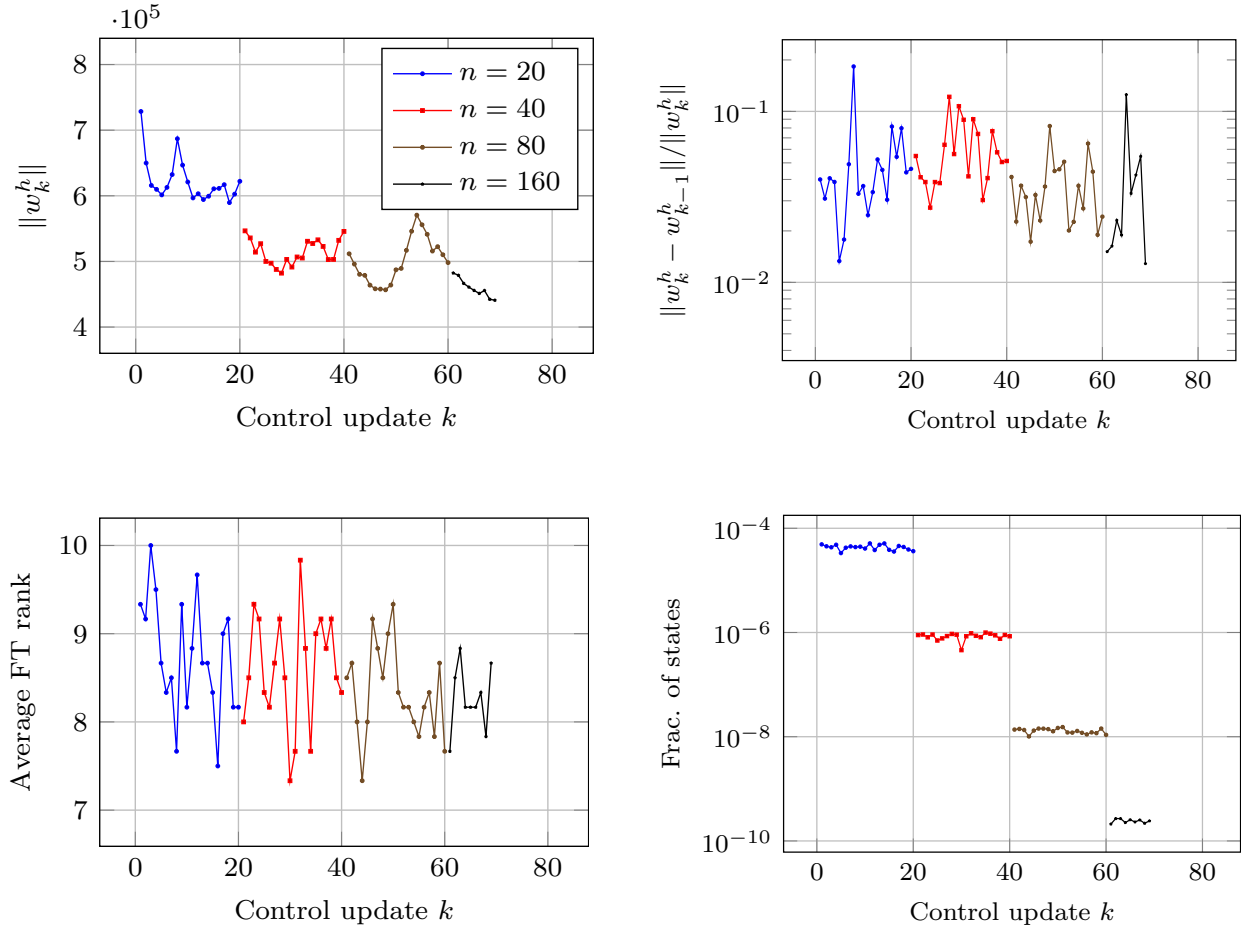 ·10⁵
8
7
6
5
4
0 20 40 60 80
Control update k
‖w_k^h‖
n = 20
n = 40
n = 80
n = 160
10⁻¹
10⁻²
0 20 40 60 80
Control update k
‖w_k^h − w_{k−1}^h‖/‖w_k^h‖
10
9
8
7
0 20 40 60 80
Control update k
Average FT rank
10⁻⁴
10⁻⁶
10⁻⁸
10⁻¹⁰
0 20 40 60 80
Control update k
Frac. of states